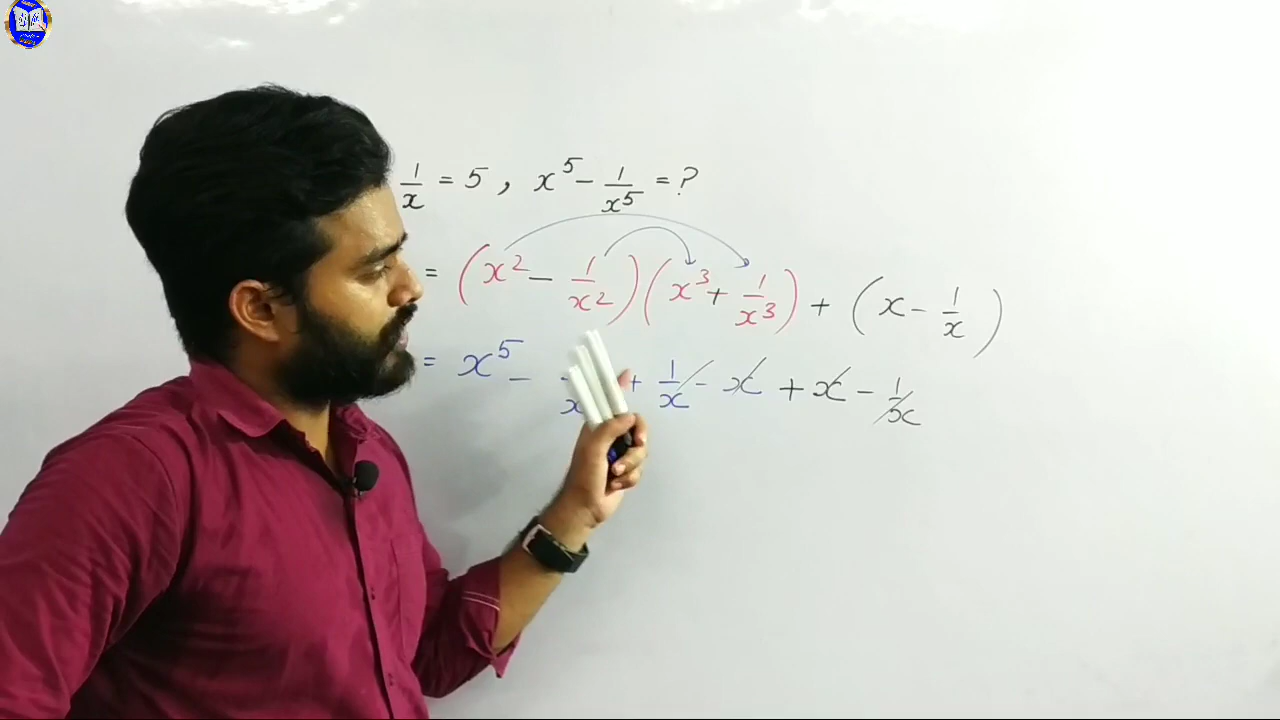 1/x = 5 , x⁵ - 1/x⁵ = ?
= (x² - 1/x²)(x³ + 1/x³) + (x - 1/x)
= x⁵ - + 1/x - x + x - 1/x